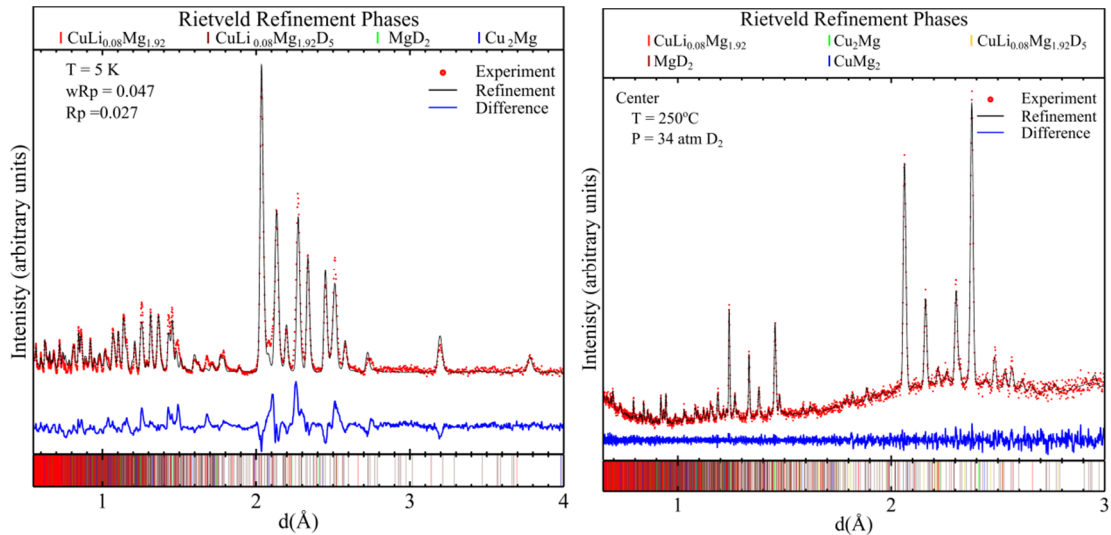 Rietveld Refinement Phases
CuLi0.08Mg1.92 CuLi0.08Mg1.92D5 MgD2 Cu2Mg
T = 5 K
wRp = 0.047
Rp =0.027
Experiment
Refinement
Difference
Intenisty (arbitrary units)
1 2 3 4
d(Å)
Rietveld Refinement Phases
CuLi0.08Mg1.92 Cu2Mg CuLi0.08Mg1.92D5
MgD2 CuMg2
Center
T = 250°C
P = 34 atm D2
Experiment
Refinement
Difference
Intenisty (arbitrary units)
1 2 3
d(Å)